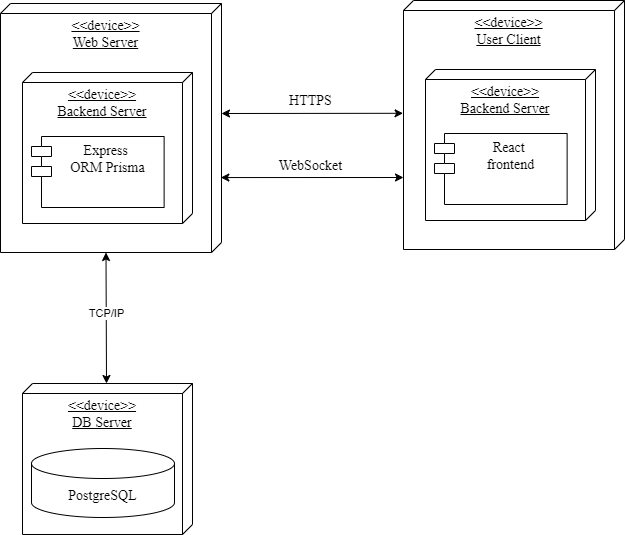 <<device>>
Web Server
<<device>>
Backend Server
Express
ORM Prisma
HTTPS
WebSocket
<<device>>
User Client
<<device>>
Backend Server
React
frontend
TCP/IP
<<device>>
DB Server
PostgreSQL